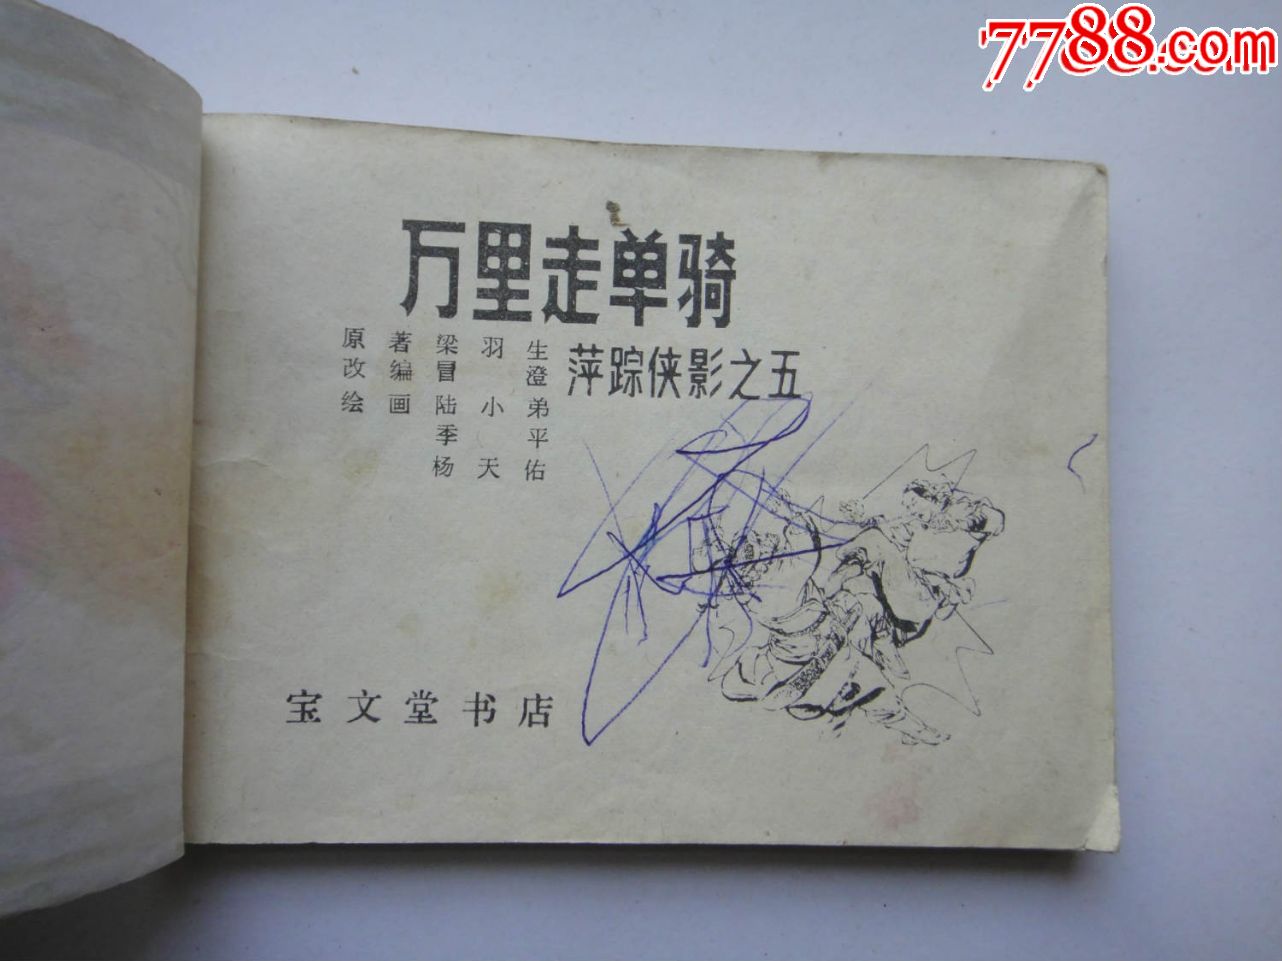 7788.com
万里走单骑
萍踪侠影之五
原著 梁羽生
改编 冒澄
绘画 陆小弟
季平
杨天佑
宝文堂书店